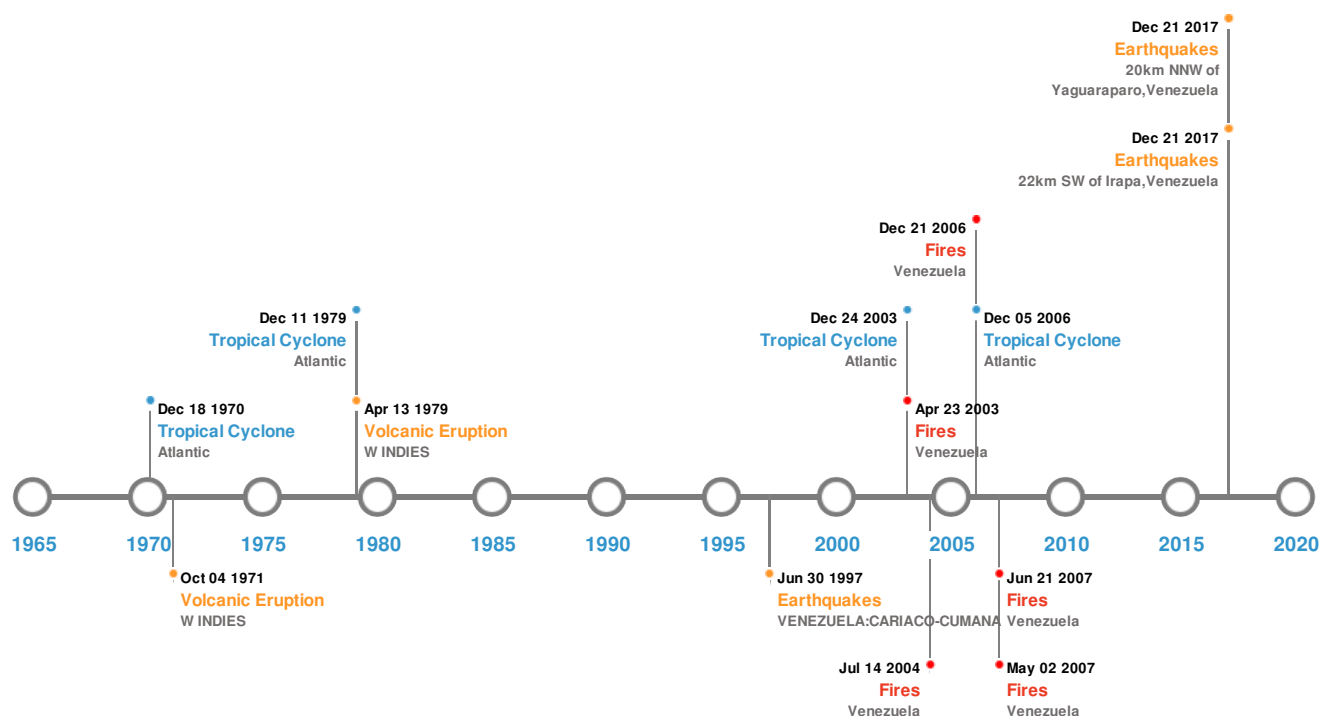 Dec 21 2017
Earthquakes
20km NNW of
Yaguaraparo,Venezuela
Dec 21 2017
Earthquakes
22km SW of Irapa,Venezuela
Dec 21 2006
Fires
Venezuela
Dec 11 1979
Tropical Cyclone
Atlantic
Dec 24 2003
Tropical Cyclone
Atlantic
Dec 05 2006
Tropical Cyclone
Atlantic
Dec 18 1970
Tropical Cyclone
Atlantic
Apr 13 1979
Volcanic Eruption
W INDIES
Apr 23 2003
Fires
Venezuela
1965 1970 1975 1980 1985 1990 1995 2000 2005 2010 2015 2020
Oct 04 1971
Volcanic Eruption
W INDIES
Jun 30 1997
Earthquakes
VENEZUELA:CARIACO-CUMANA
Jun 21 2007
Fires
Venezuela
Jul 14 2004
Fires
Venezuela
May 02 2007
Fires
Venezuela